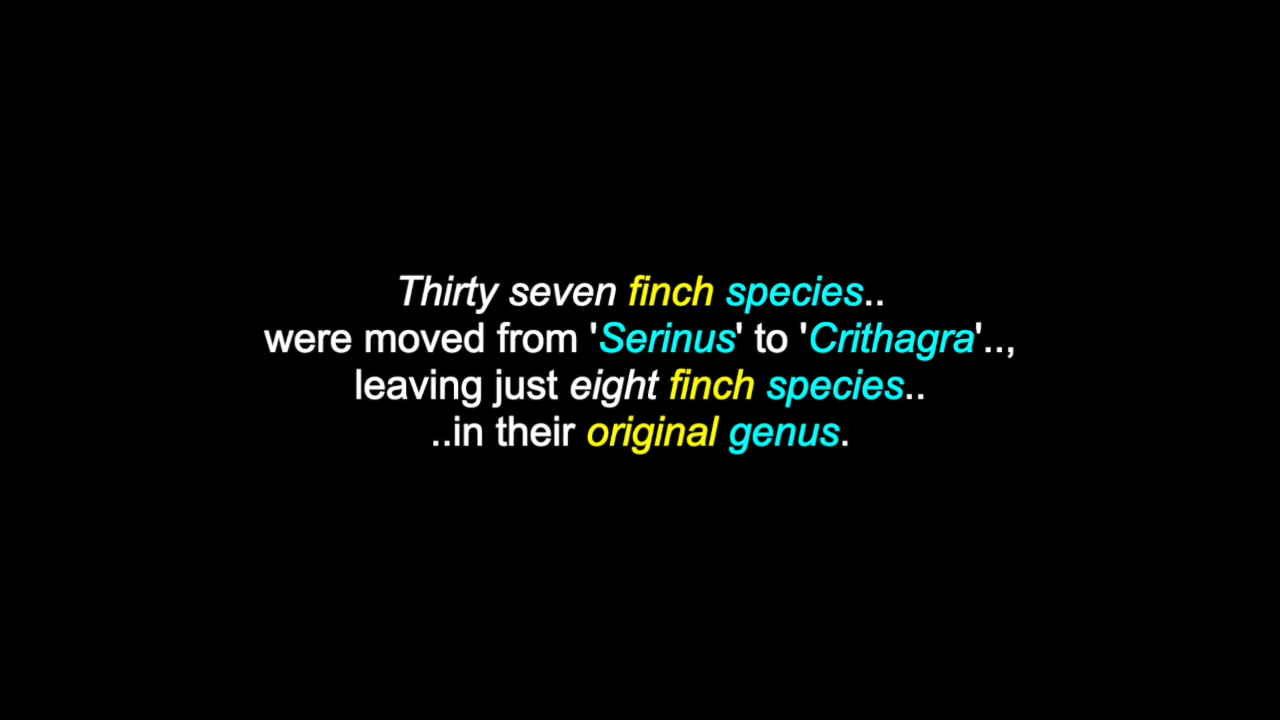 Thirty seven finch species..
were moved from 'Serinus' to 'Crithagra'..,
leaving just eight finch species..
..in their original genus.